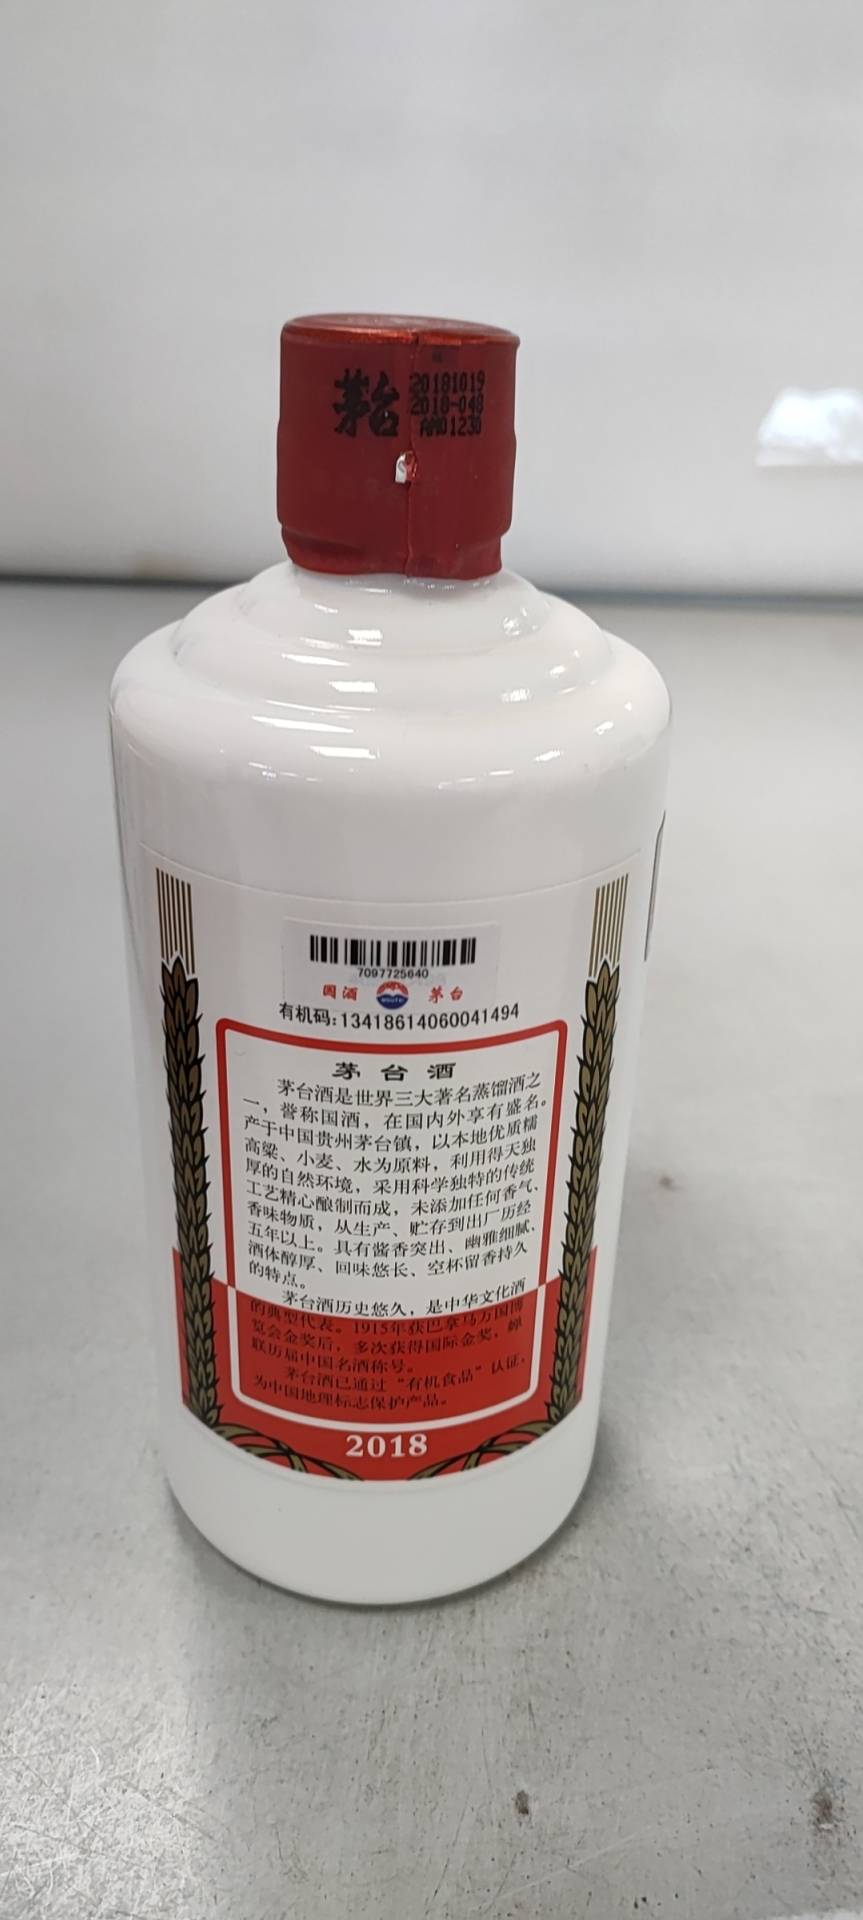 茅台
20181019
2018-048
AM01230
7097725640
国酒 MOUTAI 茅台
有机码:13418614060041494
茅台酒
茅台酒是世界三大著名蒸馏酒之
一，誉称国酒，在国内外享有盛名。
产于中国贵州茅台镇，以本地优质糯
高粱、小麦、水为原料，利用得天独
厚的自然环境，采用科学独特的传统
工艺精心酿制而成，未添加任何香气、
香味物质，从生产、贮存到出厂历经
五年以上。具有酱香突出、幽雅细腻、
酒体醇厚、回味悠长、空杯留香持久
的特点。
茅台酒历史悠久，是中华文化酒
的典型代表。1915年获巴拿马万国博
览会金奖后，多次获得国际金奖，蝉
联历届中国名酒称号。
茅台酒已通过“有机食品”认证，
为中国地理标志保护产品。
2018